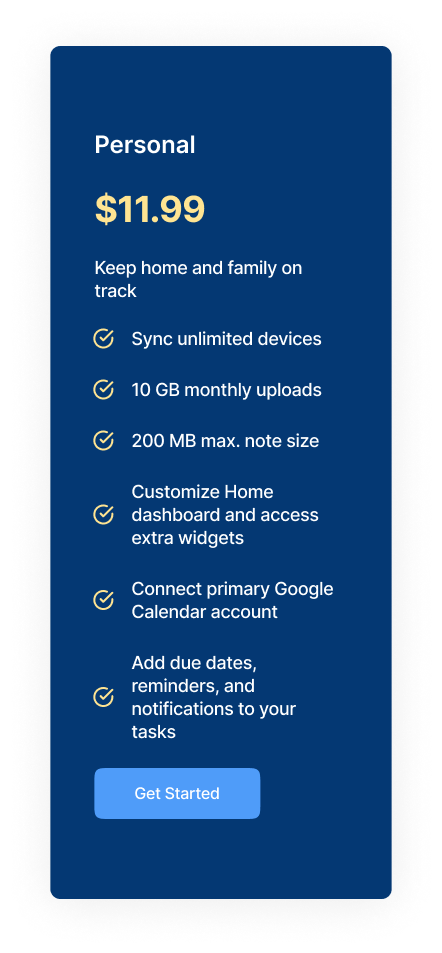 Personal
$11.99
Keep home and family on
track
Sync unlimited devices
10 GB monthly uploads
200 MB max. note size
Customize Home
dashboard and access
extra widgets
Connect primary Google
Calendar account
Add due dates,
reminders, and
notifications to your
tasks
Get Started